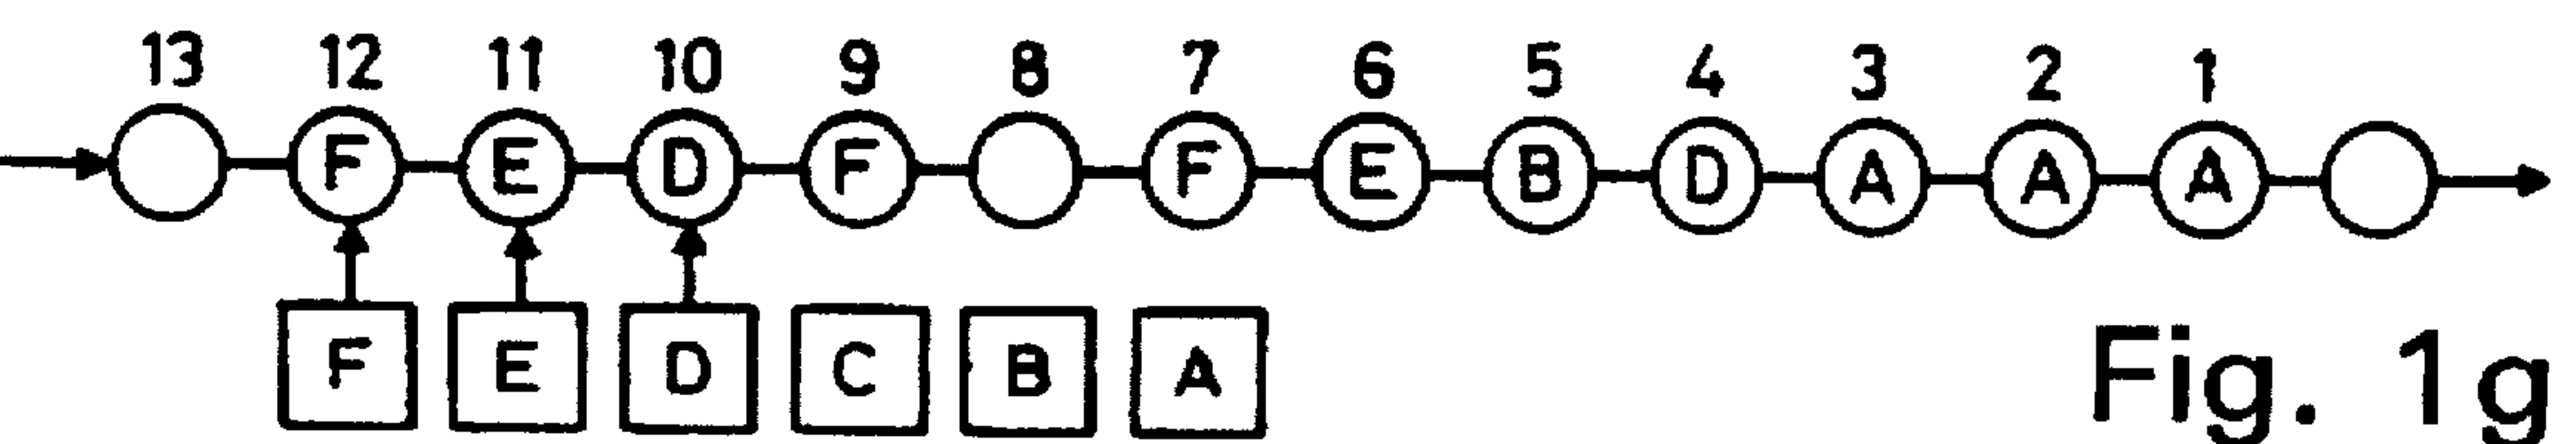 13 12 11 10 9 8 7 6 5 4 3 2 1
F E D F F E B D A A A
F E D C B A
Fig. 1g